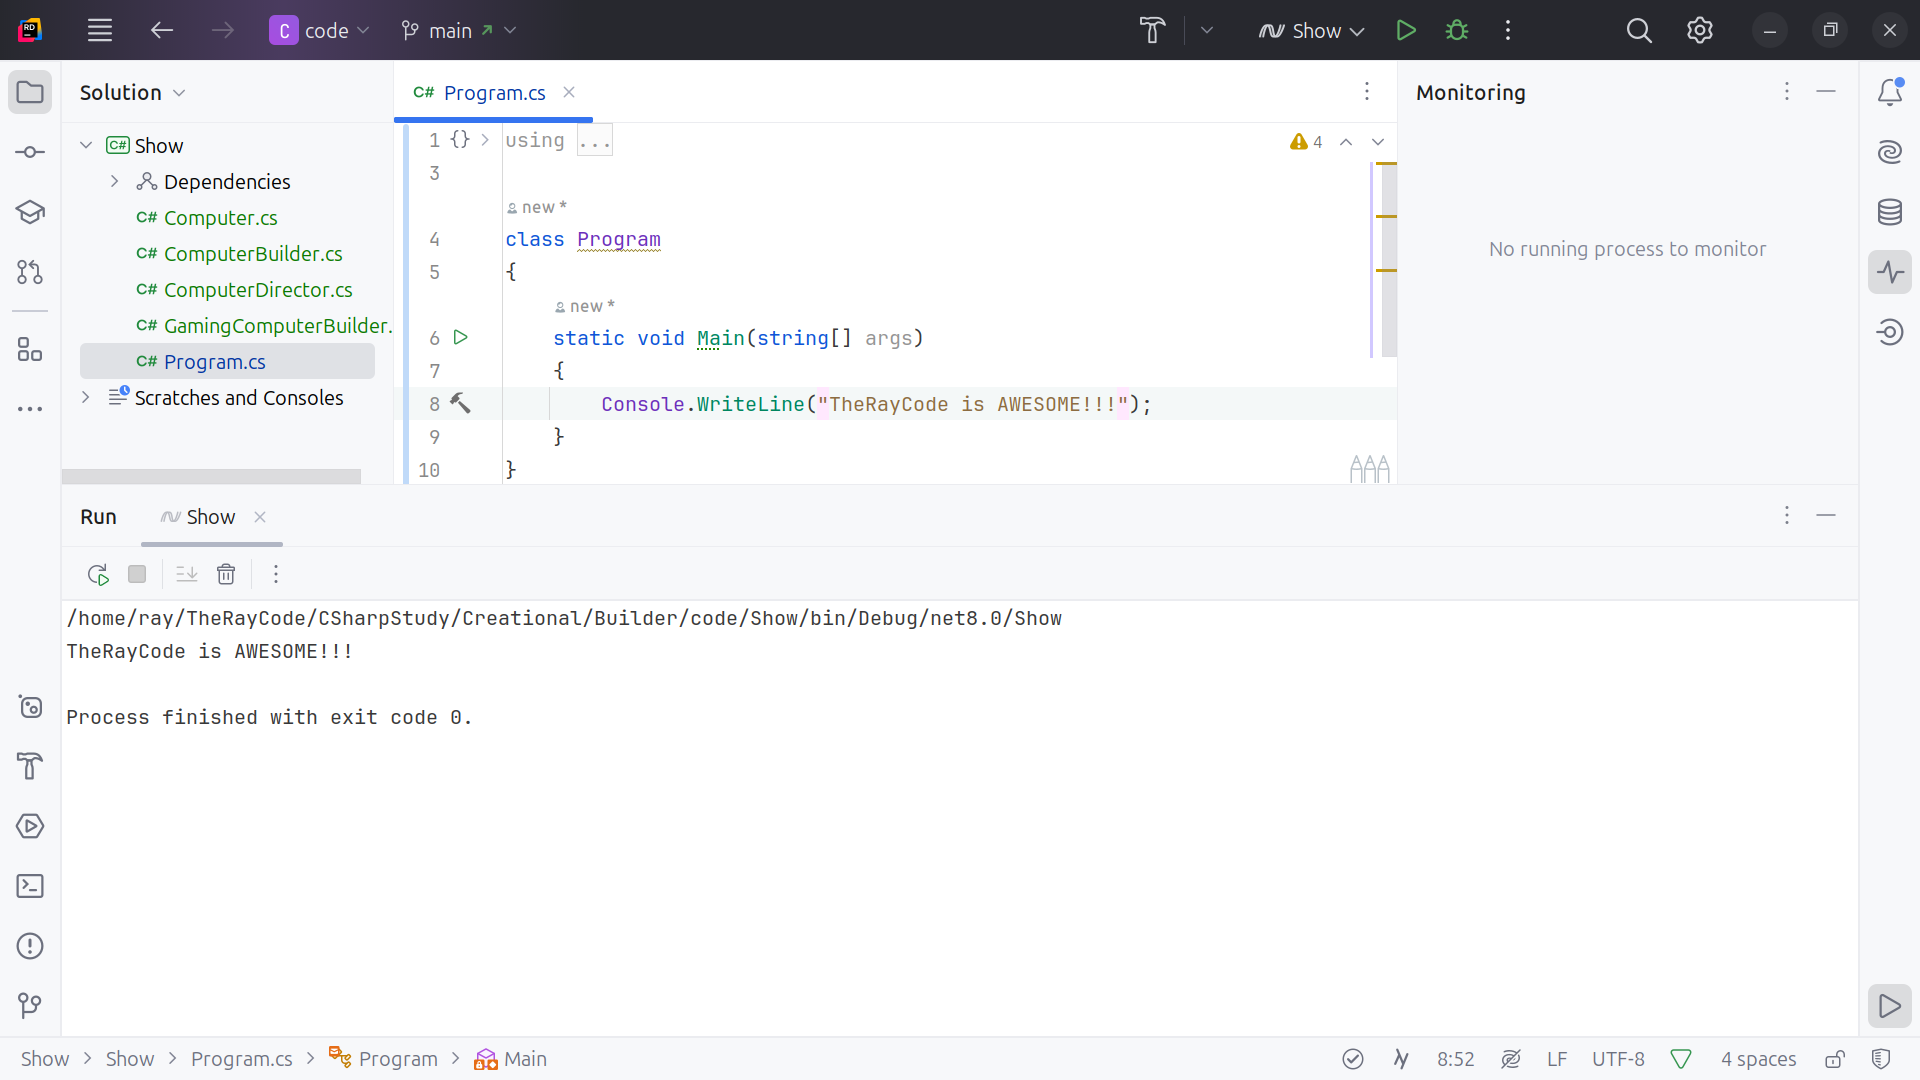 RD
C code
main
Show
Solution
Program.cs
Monitoring
Show
Dependencies
Computer.cs
ComputerBuilder.cs
ComputerDirector.cs
GamingComputerBuilder.
Program.cs
Scratches and Consoles
1 {} using ...
4
3
new *
4 class Program
5 {
new *
6 static void Main(string[] args)
7 {
8 Console.WriteLine("TheRayCode is AWESOME!!!");
9 }
10 }
No running process to monitor
Run
Show
/home/ray/TheRayCode/CSharpStudy/Creational/Builder/code/Show/bin/Debug/net8.0/Show
TheRayCode is AWESOME!!!
Process finished with exit code 0.
Show > Show > Program.cs > Program > Main
8:52 LF UTF-8 4 spaces